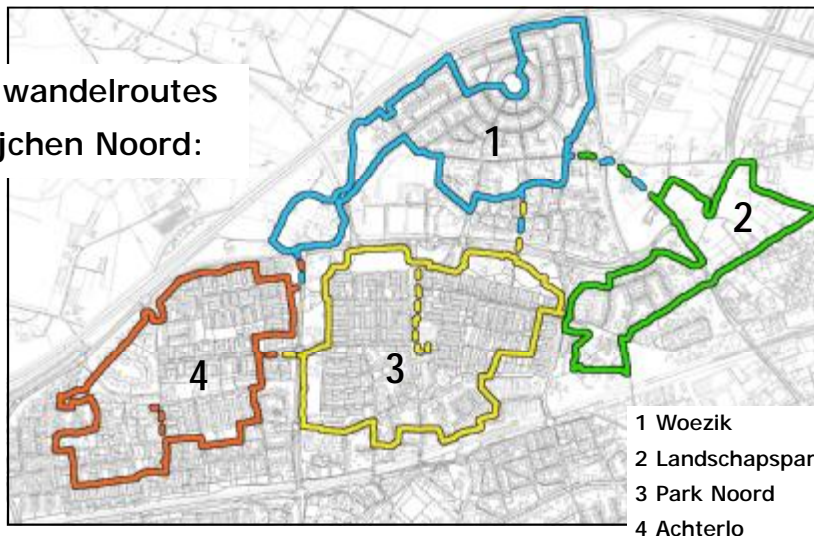 wandelroutes
jchen Noord:
1
2
3
4
1 Woezik
2 Landschapspar
3 Park Noord
4 Achterlo